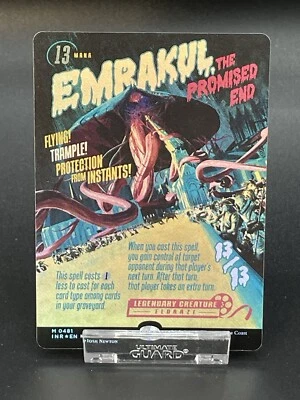 13 MANA
EMRAKUL, THE
PROMISED
END
FLYING!
TRAMPLE!
PROTECTION
FROM INSTANTS!
This spell costs 1
less to cast for each
card type among cards
in your graveyard.
When you cast this spell,
you gain control of target
opponent during that player's
next turn. After that turn,
that player takes an extra turn.
13/13
LEGENDARY CREATURE
ELDRAZI
M 0481
INR★EN
NEWTON
Coast
ULTIMATE
GUARD